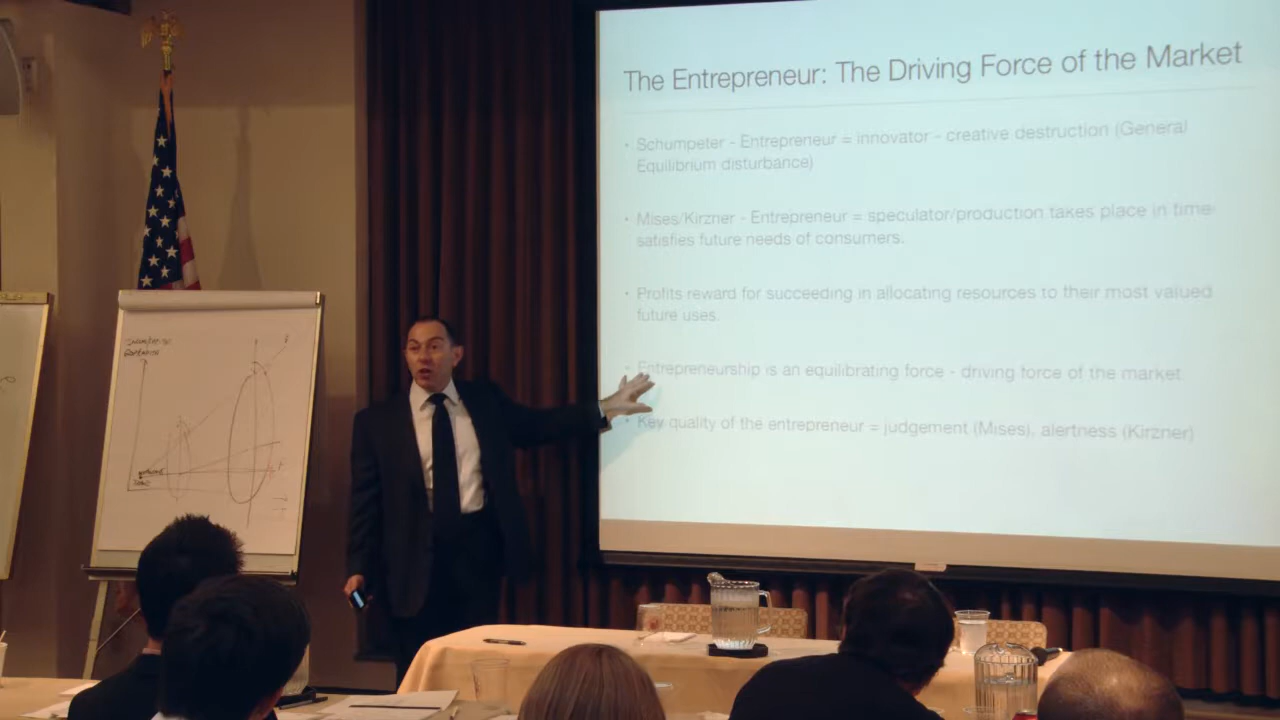 The Entrepreneur: The Driving Force of the Market
• Schumpeter - Entrepreneur = innovator - creative destruction (General
Equilibrium disturbance)
• Mises/Kirzner - Entrepreneur = speculator/production takes place in time
satisfies future needs of consumers.
• Profits reward for succeeding in allocating resources to their most valued
future uses.
• Entrepreneurship is an equilibrating force - driving force of the market
• Key quality of the entrepreneur = judgement (Mises), alertness (Kirzner)